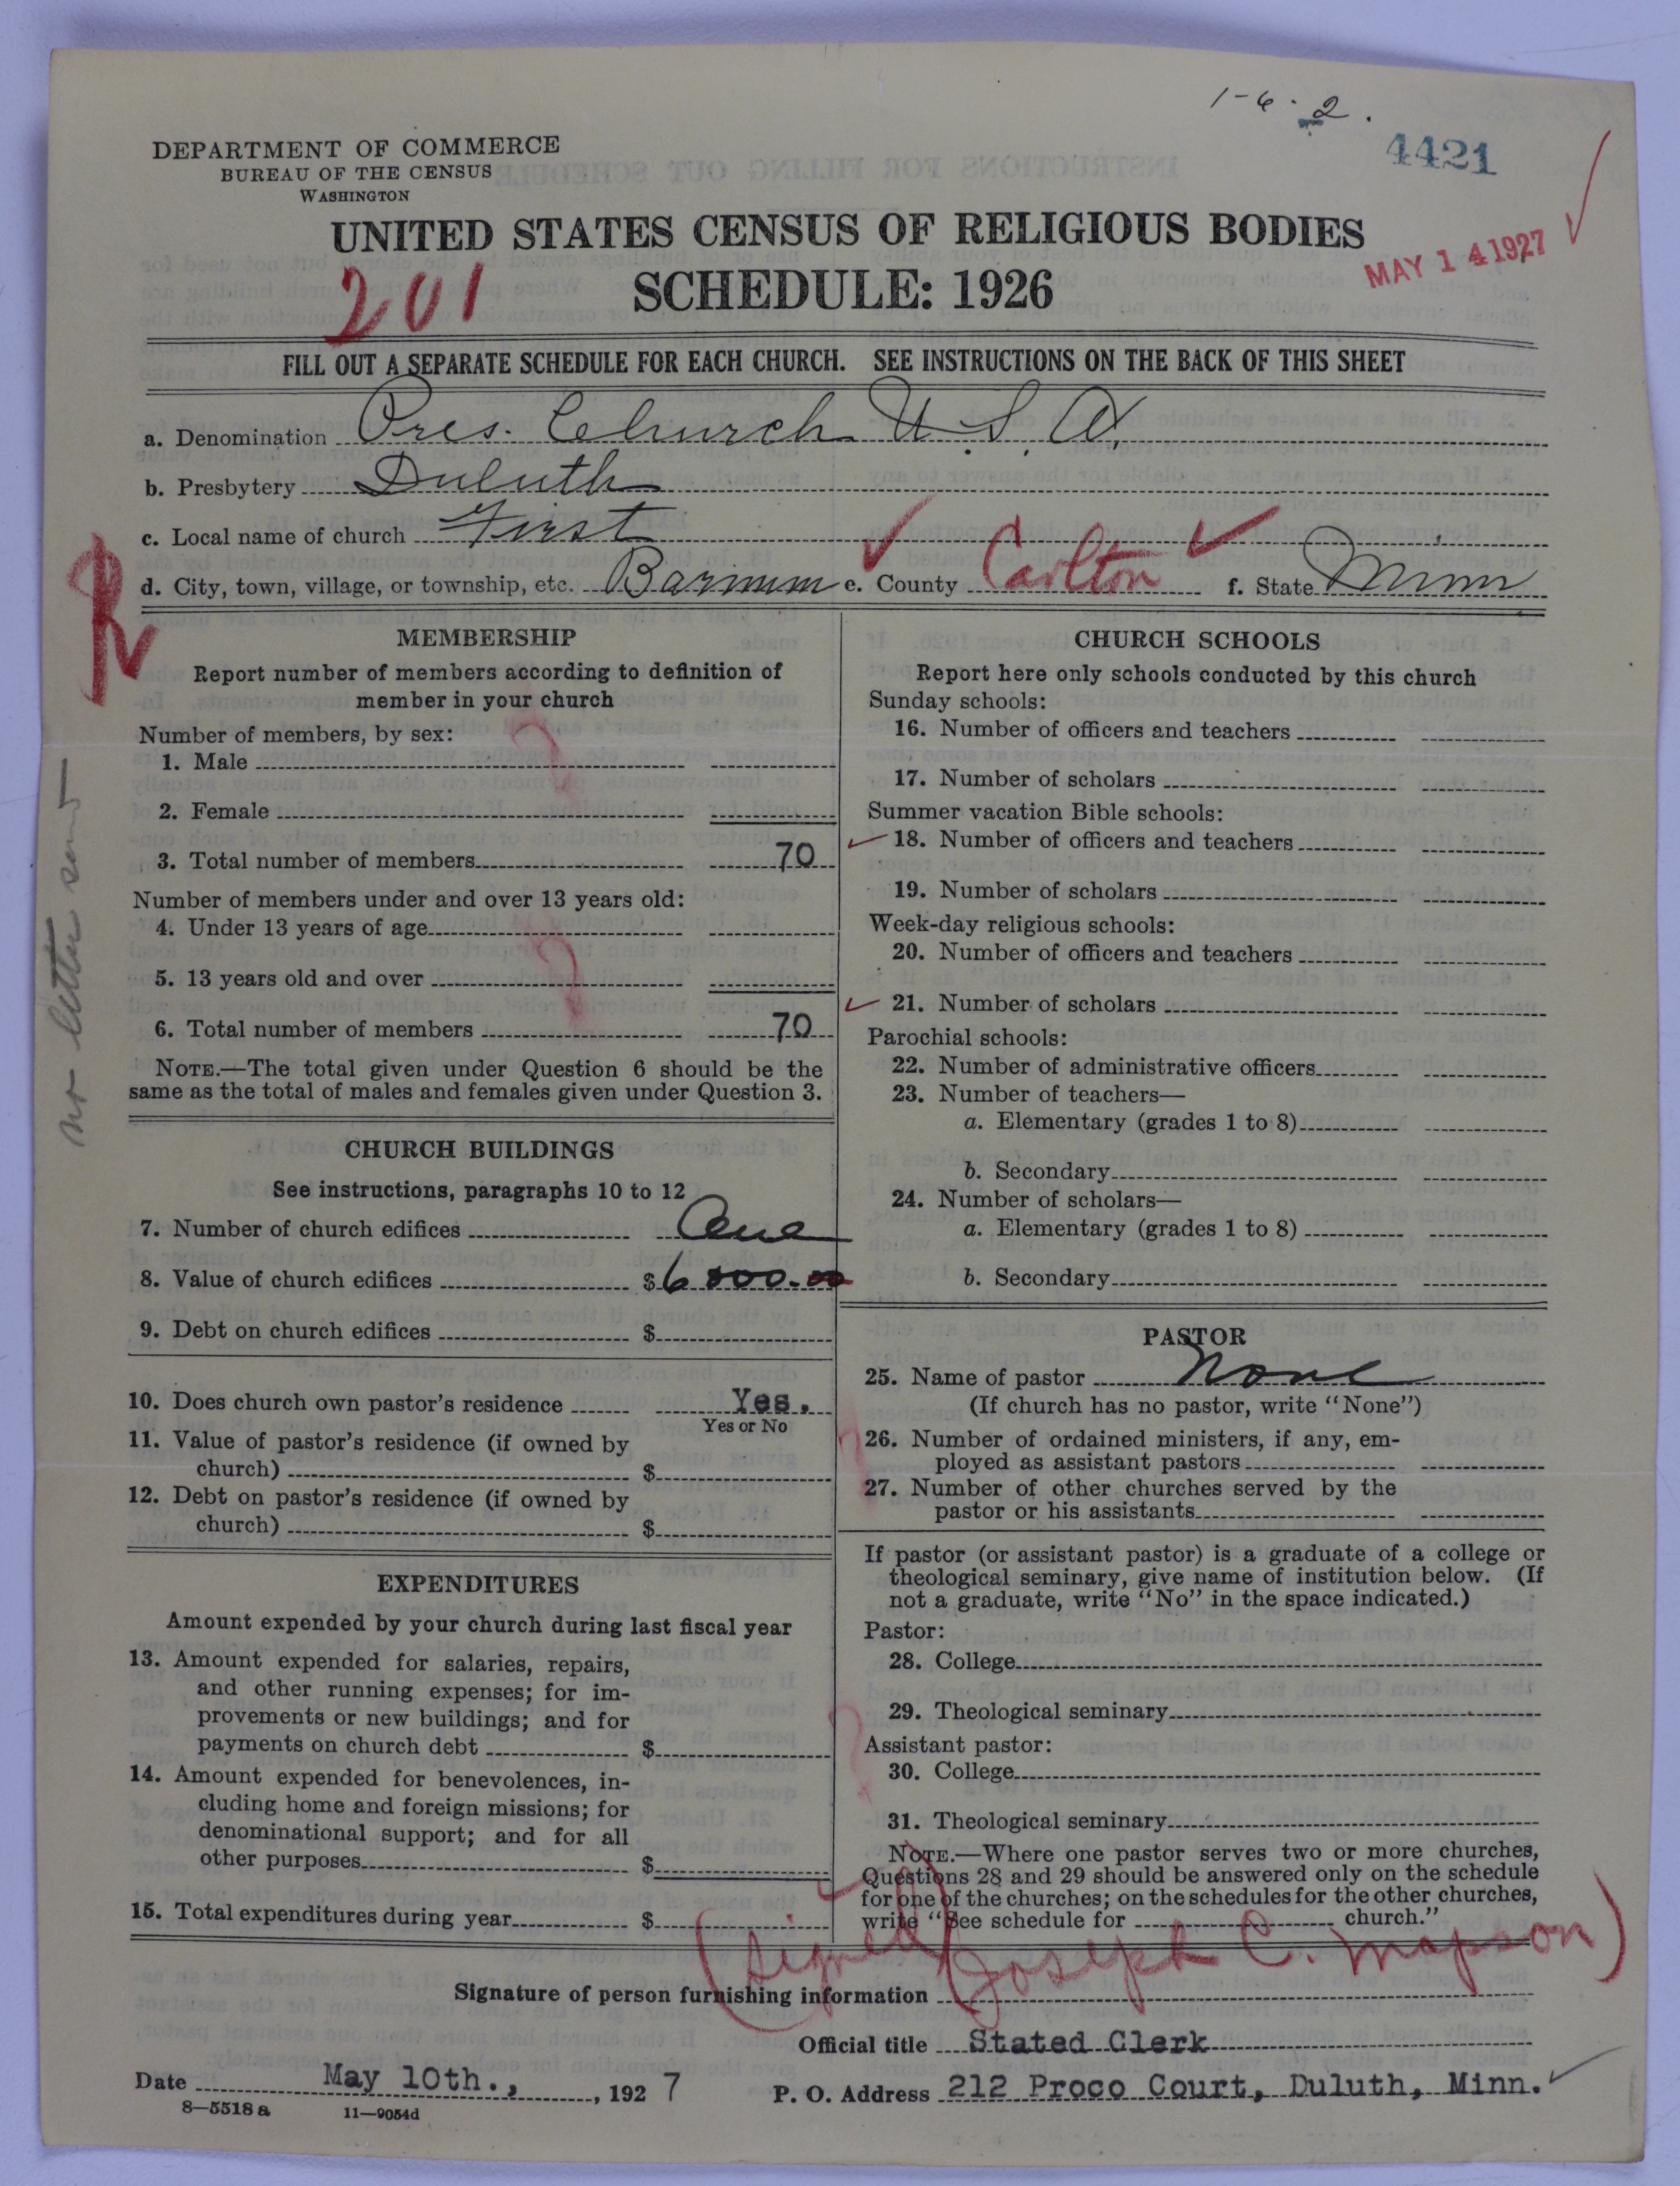 1-6-2.
4421
DEPARTMENT OF COMMERCE
BUREAU OF THE CENSUS
WASHINGTON
UNITED STATES CENSUS OF RELIGIOUS BODIES
MAY 14 1927
201
SCHEDULE: 1926
FILL OUT A SEPARATE SCHEDULE FOR EACH CHURCH. SEE INSTRUCTIONS ON THE BACK OF THIS SHEET
a. Denomination Pres. Church U.S.A.
b. Presbytery Duluth
c. Local name of church First
d. City, town, village, or township, etc. Barnum e. County Carlton f. State Minn
no letter sent
MEMBERSHIP
Report number of members according to definition of
member in your church
Number of members, by sex:
1. Male
2. Female
3. Total number of members 70
Number of members under and over 13 years old:
4. Under 13 years of age
5. 13 years old and over
6. Total number of members 70
NOTE.—The total given under Question 6 should be the
same as the total of males and females given under Question 3.
CHURCH BUILDINGS
See instructions, paragraphs 10 to 12
7. Number of church edifices One
8. Value of church edifices $6000.00
9. Debt on church edifices $
10. Does church own pastor's residence Yes.
Yes or No
11. Value of pastor's residence (if owned by
church) $
12. Debt on pastor's residence (if owned by
church) $
EXPENDITURES
Amount expended by your church during last fiscal year
13. Amount expended for salaries, repairs,
and other running expenses; for im-
provements or new buildings; and for
payments on church debt $
14. Amount expended for benevolences, in-
cluding home and foreign missions; for
denominational support; and for all
other purposes $
15. Total expenditures during year $
CHURCH SCHOOLS
Report here only schools conducted by this church
Sunday schools:
16. Number of officers and teachers
17. Number of scholars
Summer vacation Bible schools:
18. Number of officers and teachers
19. Number of scholars
Week-day religious schools:
20. Number of officers and teachers
21. Number of scholars
Parochial schools:
22. Number of administrative officers
23. Number of teachers—
a. Elementary (grades 1 to 8)
b. Secondary
24. Number of scholars—
a. Elementary (grades 1 to 8)
b. Secondary
PASTOR
25. Name of pastor None
(If church has no pastor, write "None")
26. Number of ordained ministers, if any, em-
ployed as assistant pastors
27. Number of other churches served by the
pastor or his assistants
If pastor (or assistant pastor) is a graduate of a college or
theological seminary, give name of institution below. (If
not a graduate, write "No" in the space indicated.)
Pastor:
28. College
29. Theological seminary
Assistant pastor:
30. College
31. Theological seminary
NOTE.—Where one pastor serves two or more churches,
Questions 28 and 29 should be answered only on the schedule
for one of the churches; on the schedules for the other churches,
write "See schedule for church."
Signature of person furnishing information (Signed Joseph C. Mapson)
Official title Stated Clerk
Date May 10th., , 1927 P. O. Address 212 Proco Court, Duluth, Minn.
8—5518a 11—9054d